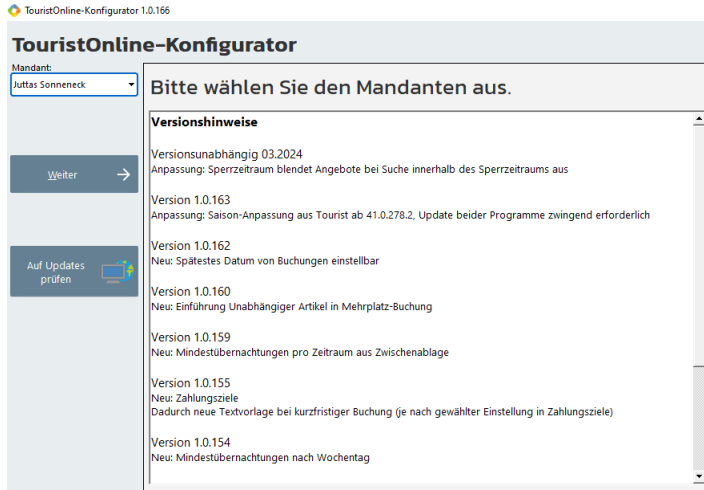 TouristOnline-Konfigurator 1.0.166
TouristOnline-Konfigurator
Mandant:
Juttas Sonneneck
Bitte wählen Sie den Mandanten aus.
Weiter
Auf Updates
prüfen
Versionshinweise
Versionsunabhängig 03.2024
Anpassung: Sperrzeitraum blendet Angebote bei Suche innerhalb des Sperrzeitraums aus
Version 1.0.163
Anpassung: Saison-Anpassung aus Tourist ab 41.0.278.2, Update beider Programme zwingend erforderlich
Version 1.0.162
Neu: Spätestes Datum von Buchungen einstellbar
Version 1.0.160
Neu: Einführung Unabhängiger Artikel in Mehrplatz-Buchung
Version 1.0.159
Neu: Mindestübernachtungen pro Zeitraum aus Zwischenablage
Version 1.0.155
Neu: Zahlungsziele
Dadurch neue Textvorlage bei kurzfristiger Buchung (je nach gewählter Einstellung in Zahlungsziele)
Version 1.0.154
Neu: Mindestübernachtungen nach Wochentag